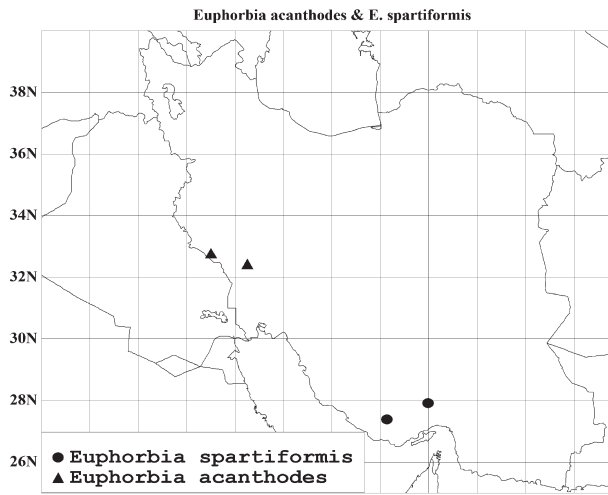 Euphorbia acanthodes & E. spartiformis
38N
36N
34N
32N
30N
28N
26N
Euphorbia spartiformis
Euphorbia acanthodes